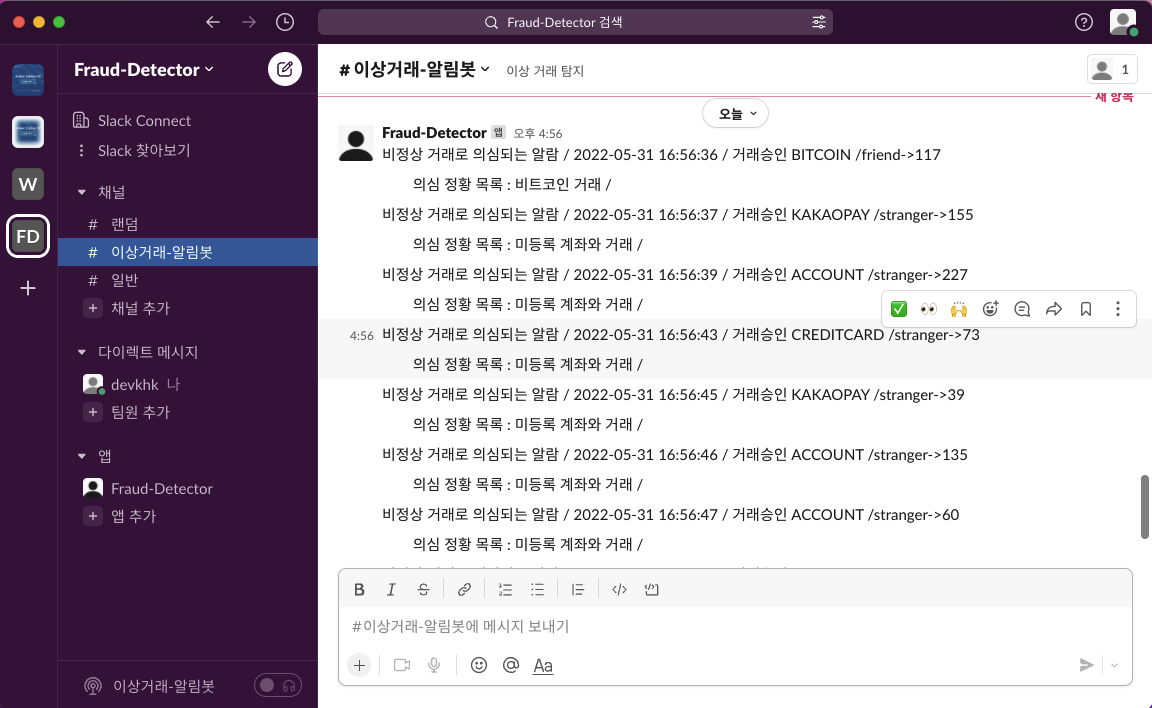 Fraud-Detector 검색
W
FD
Fraud-Detector
Slack Connect
Slack 찾아보기
채널
# 랜덤
# 이상거래-알림봇
# 일반
+ 채널 추가
다이렉트 메시지
devkhk 나
+ 팀원 추가
앱
Fraud-Detector
+ 앱 추가
이상거래-알림봇
# 이상거래-알림봇 이상 거래 탐지
1
새 항목
오늘
Fraud-Detector 앱 오후 4:56
비정상 거래로 의심되는 알람 / 2022-05-31 16:56:36 / 거래승인 BITCOIN /friend->117
의심 정황 목록 : 비트코인 거래 /
비정상 거래로 의심되는 알람 / 2022-05-31 16:56:37 / 거래승인 KAKAOPAY /stranger->155
의심 정황 목록 : 미등록 계좌와 거래 /
비정상 거래로 의심되는 알람 / 2022-05-31 16:56:39 / 거래승인 ACCOUNT /stranger->227
의심 정황 목록 : 미등록 계좌와 거래 /
4:56 비정상 거래로 의심되는 알람 / 2022-05-31 16:56:43 / 거래승인 CREDITCARD /stranger->73
의심 정황 목록 : 미등록 계좌와 거래 /
비정상 거래로 의심되는 알람 / 2022-05-31 16:56:45 / 거래승인 KAKAOPAY /stranger->39
의심 정황 목록 : 미등록 계좌와 거래 /
비정상 거래로 의심되는 알람 / 2022-05-31 16:56:46 / 거래승인 ACCOUNT /stranger->135
의심 정황 목록 : 미등록 계좌와 거래 /
비정상 거래로 의심되는 알람 / 2022-05-31 16:56:47 / 거래승인 ACCOUNT /stranger->60
의심 정황 목록 : 미등록 계좌와 거래 /
B I S
#이상거래-알림봇에 메시지 보내기
@ Aa